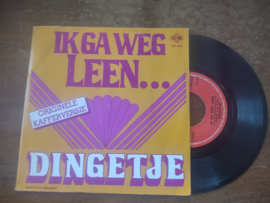 IK GA WEG
LEEN...
ORIGINELE
KAFFERVERSIE
DINGETJE